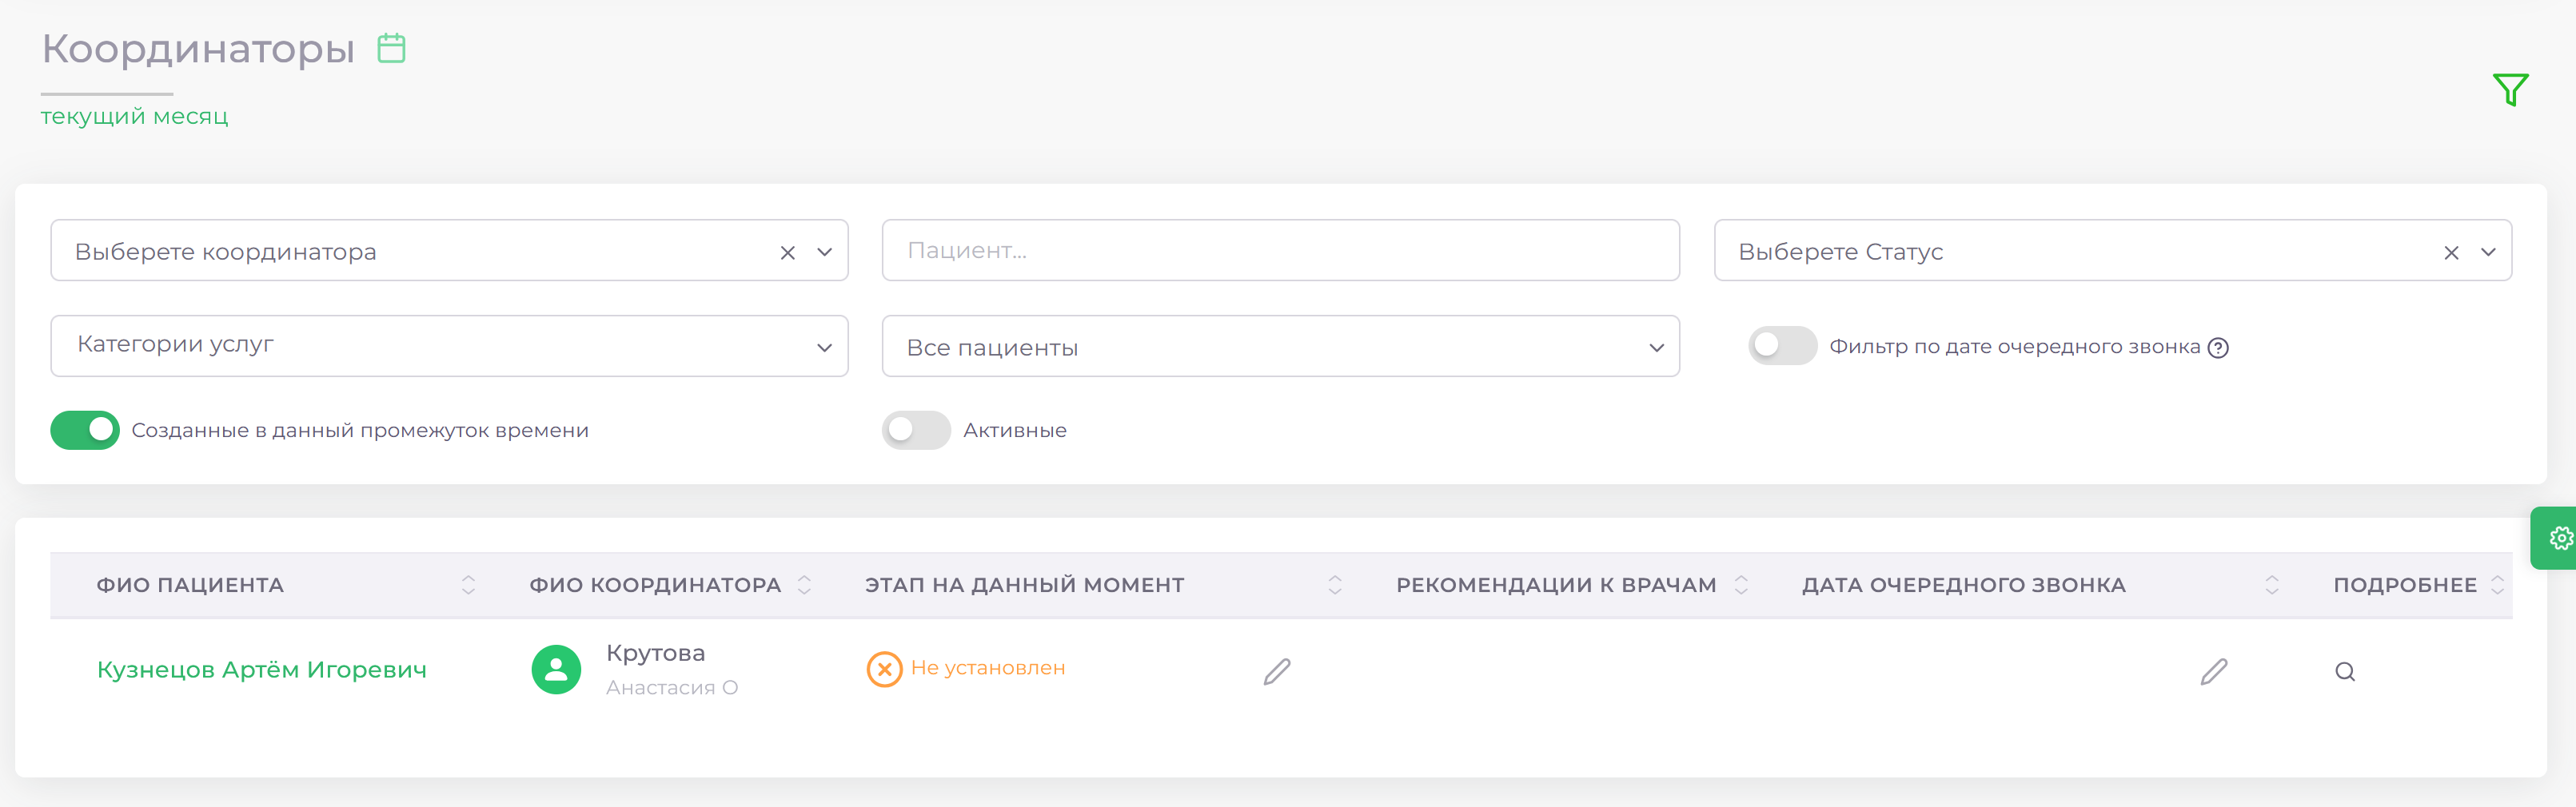 Координаторы
текущий месяц
Выберете координатора
Пациент...
Выберете Статус
Категории услуг
Все пациенты
Фильтр по дате очередного звонка
Созданные в данный промежуток времени
Активные
ФИО ПАЦИЕНТА
ФИО КООРДИНАТОРА
ЭТАП НА ДАННЫЙ МОМЕНТ
РЕКОМЕНДАЦИИ К ВРАЧАМ
ДАТА ОЧЕРЕДНОГО ЗВОНКА
ПОДРОБНЕЕ
Кузнецов Артём Игоревич
Крутова
Анастасия О
Не установлен